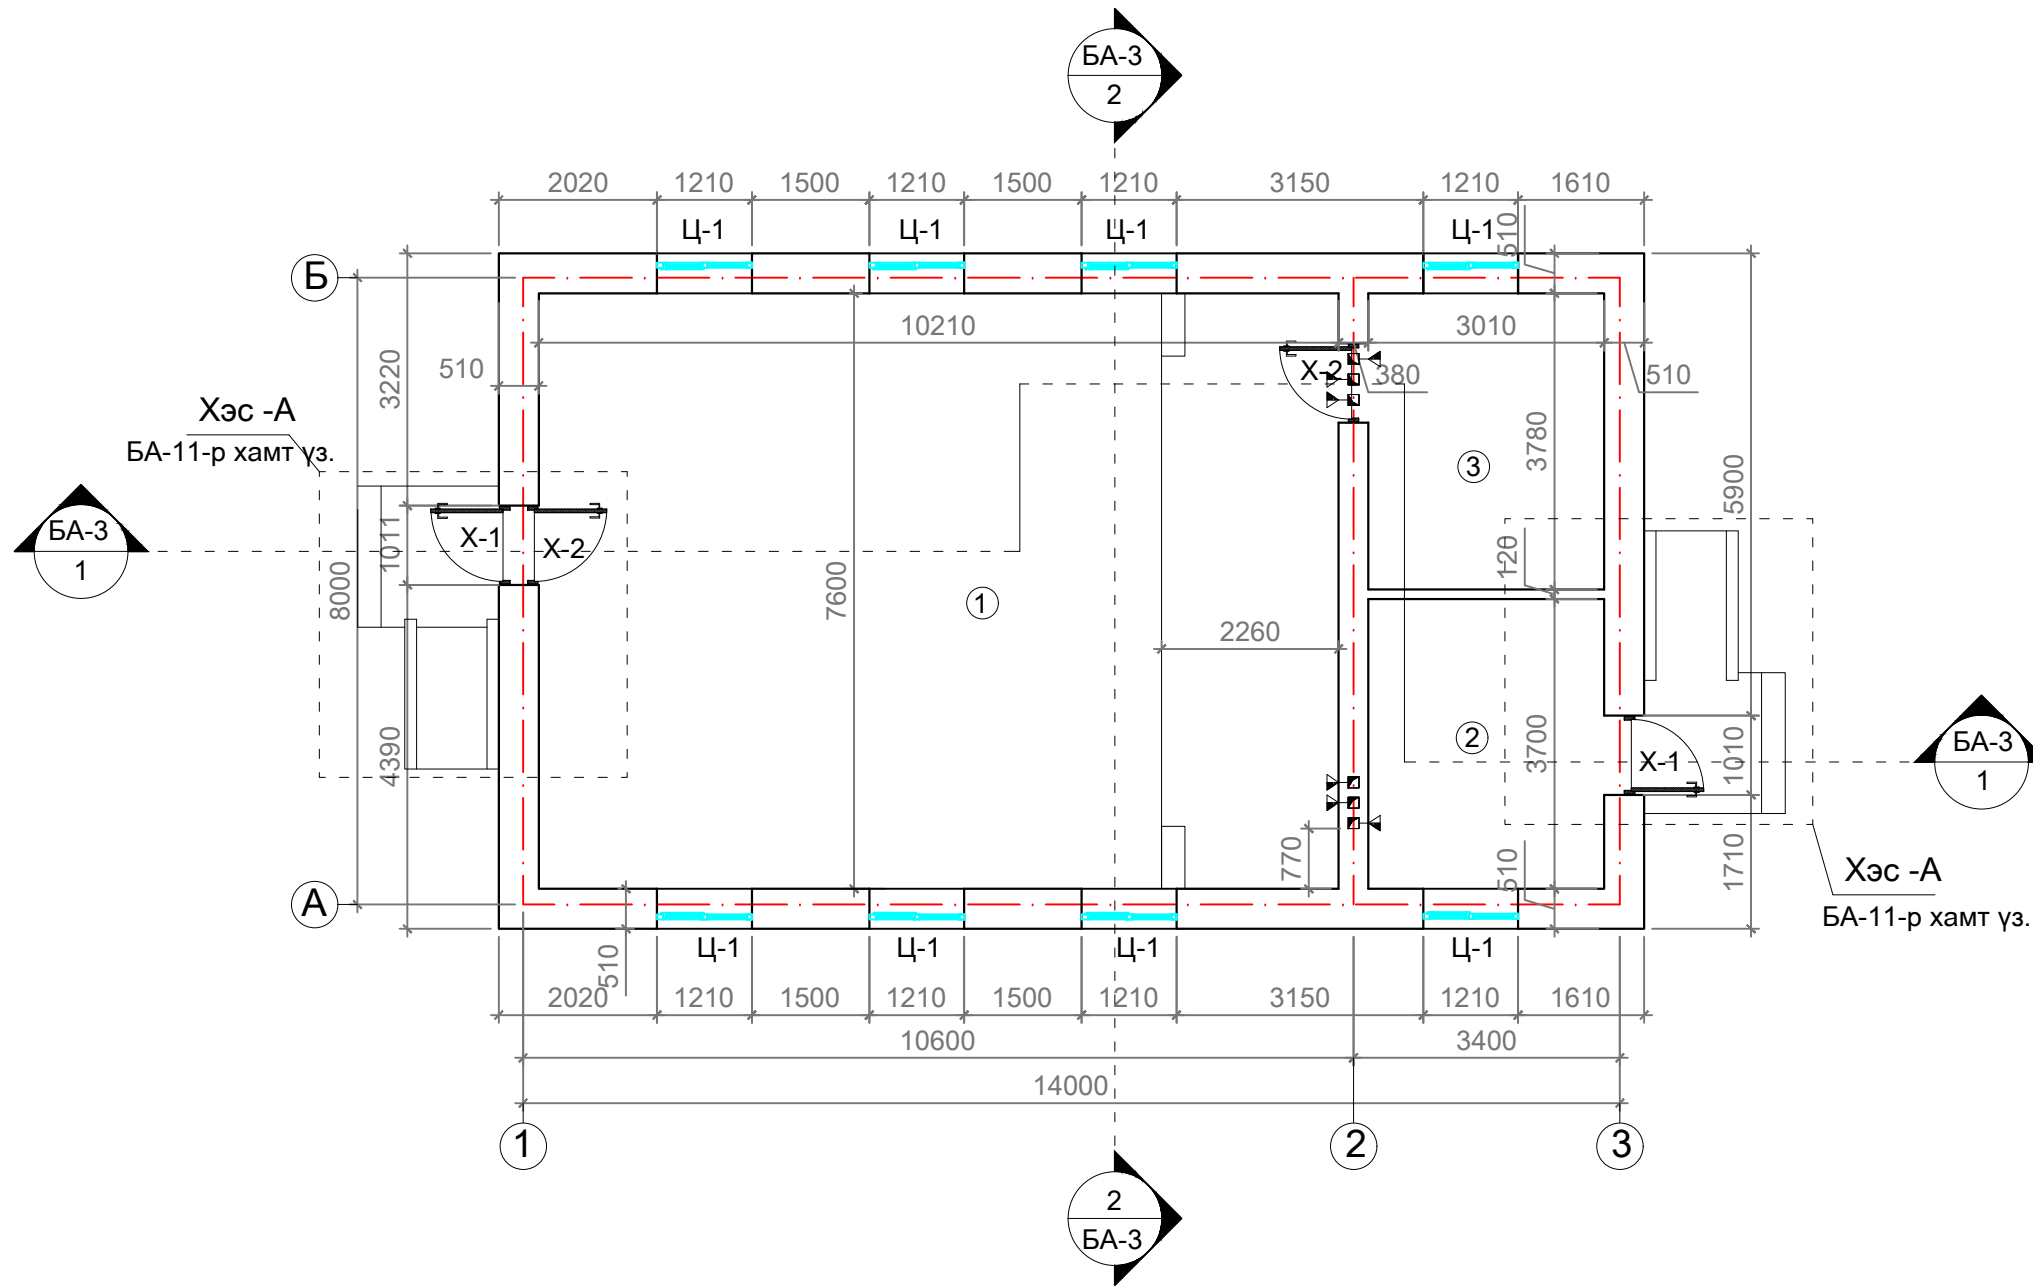 БА-3
2
2020 1210 1500 1210 1500 1210 3150 1210 1610
Ц-1 Ц-1 Ц-1 Ц-1
510
Б
10210 3010
3220
510
Х-2
380
510
Хэс -А
БА-11-р хамт үз.
3780
3
5900
БА-3
1
1011
Х-1
Х-2
8000
7600
1
120
2260
4390
3700
2
Х-1
1010
БА-3
1
770
510
1710
Хэс -А
БА-11-р хамт үз.
А
Ц-1 Ц-1 Ц-1 Ц-1
510
2020 1210 1500 1210 1500 1210 3150 1210 1610
10600 3400
14000
1 2 3
2
БА-3